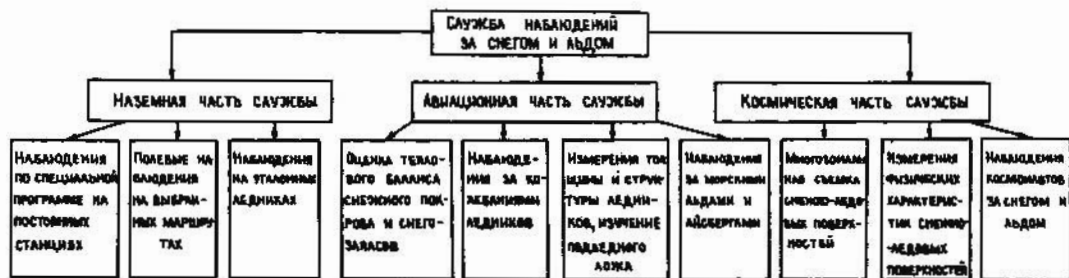 СЛУЖБА НАБЛЮДЕНИЙ
ЗА СНЕГОМ И ЛЬДОМ
НАЗЕМНАЯ ЧАСТЬ СЛУЖБЫ
АВИАЦИОННАЯ ЧАСТЬ СЛУЖБЫ
КОСМИЧЕСКАЯ ЧАСТЬ СЛУЖБЫ
НАБЛЮДЕНИЯ
ПО СПЕЦИАЛЬНОЙ
ПРОГРАММЕ НА
ПОСТОЯННЫХ
СТАНЦИЯХ
ПОЛЕВЫЕ НА
БЛЮДЕНИЯ
НА ВЫБРАН-
НЫХ МАРШРУ-
ТАХ
НАБЛЮДЕНИЯ
НА ЭТАЛОННЫХ
ЛЕДНИКАХ
ОЦЕНКА ТЕПЛО-
ВОГО БАЛАНСА
СНЕЖНОГО ПОК-
РОВА И СНЕГО-
ЗАПАСОВ
НАБЛЮДЕ-
НИЯ ЗА КО-
ЛЕБАНИЯМИ
ЛЕДНИКОВ
ИЗМЕРЕНИЯ ТОЛ
ЩИНЫ И СТРУК
ТУРЫ ЛЕДНИ-
КОВ, ИЗУЧЕНИЕ
ПОДЛЕДНОГО
ЛОЖА
НАБЛЮДЕНИЯ
ЗА МОРСКИМИ
ЛЬДАМИ И
АЙСБЕРГАМИ
МНОГОЗОНАЛЬ
НАЯ СЪЕМКА
СНЕЖНО-ЛЕДО-
ВЫХ ПОВЕРХ-
НОСТЕЙ
ИЗМЕРЕНИЯ
ФИЗИЧЕСКИХ
ХАРАКТЕРИС-
ТИК СНЕЖНО-
ЛЕДОВЫХ
ПОВЕРХНОСТЕЙ
НАБЛЮДЕНИЯ
КОСМОНАВТОВ
ЗА СНЕГОМ И
ЛЬДОМ